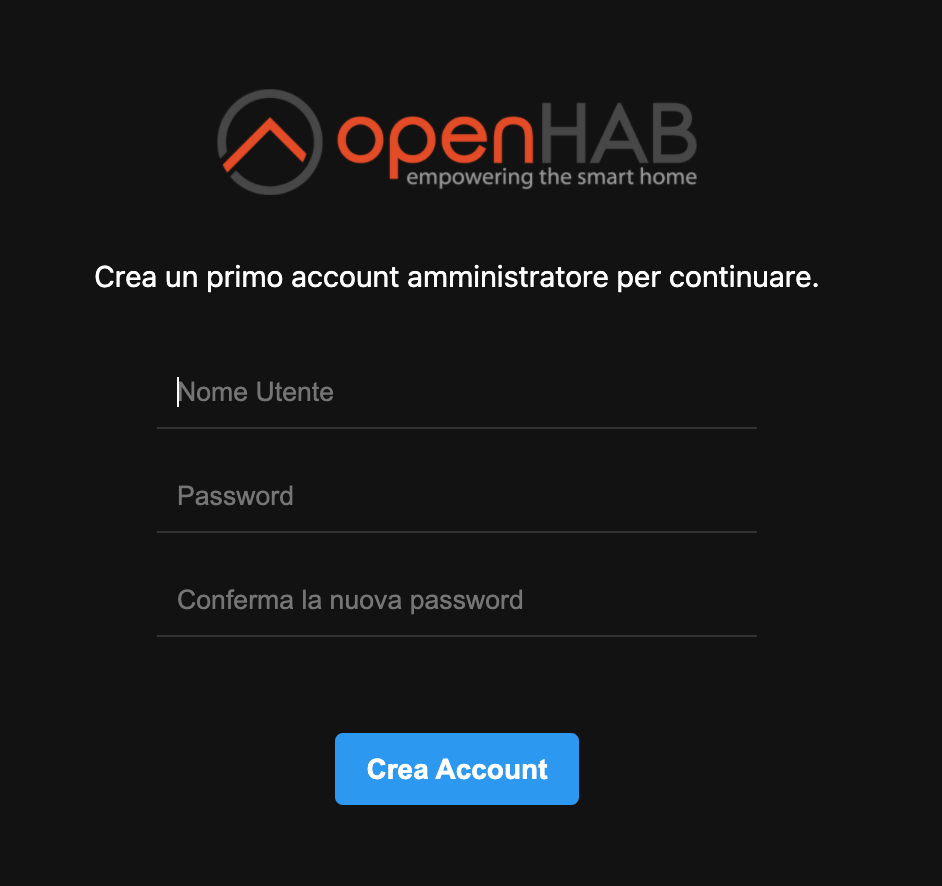 openHAB
empowering the smart home
Crea un primo account amministratore per continuare.
Nome Utente
Password
Conferma la nuova password
Crea Account